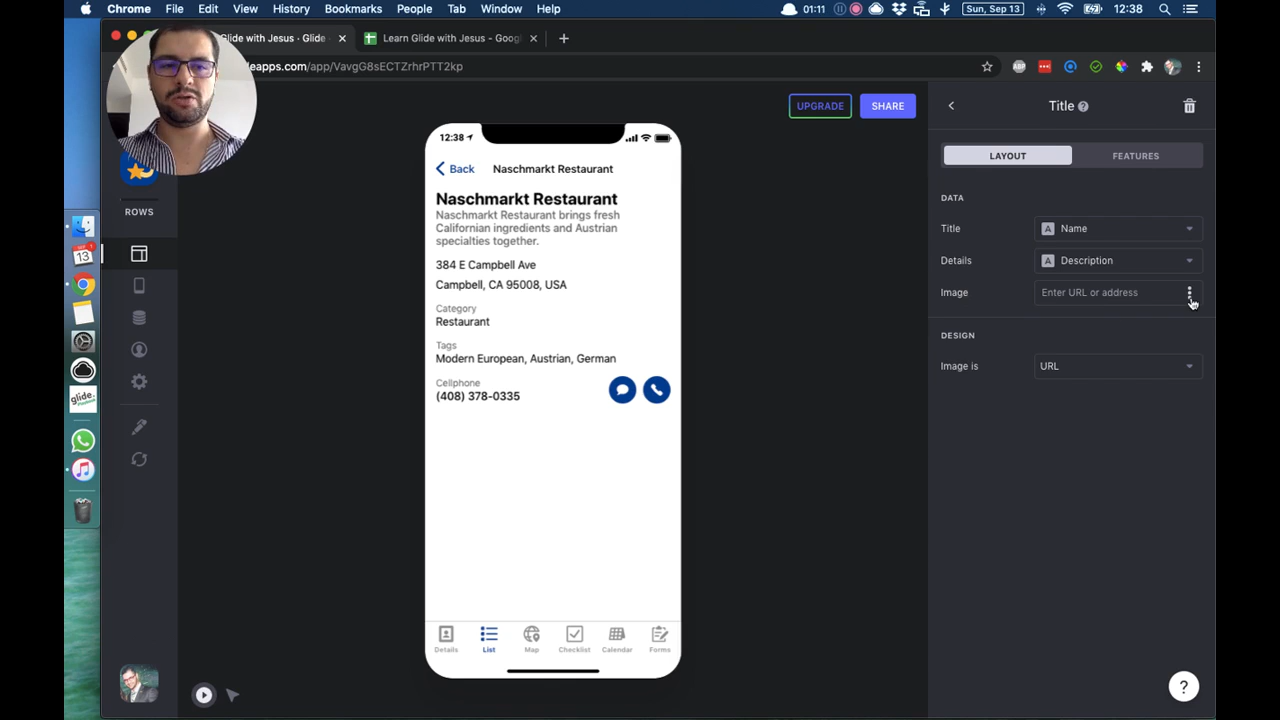 Chrome File Edit View History Bookmarks People Tab Window Help
01:11 Sun, Sep 13 12:38
Glide with Jesus · Glide
Learn Glide with Jesus - Goog
eapps.com/app/VavgG8sECTZrhrPTT2kp
UPGRADE
SHARE
Title
LAYOUT
FEATURES
ROWS
DATA
Title
Name
Details
Description
Image
Enter URL or address
DESIGN
Image is
URL
12:38
Back
Naschmarkt Restaurant
Naschmarkt Restaurant
Naschmarkt Restaurant brings fresh
Californian ingredients and Austrian
specialties together.
384 E Campbell Ave
Campbell, CA 95008, USA
Category
Restaurant
Tags
Modern European, Austrian, German
Cellphone
(408) 378-0335
Details
List
Map
Checklist
Calendar
Forms
13
glide
?